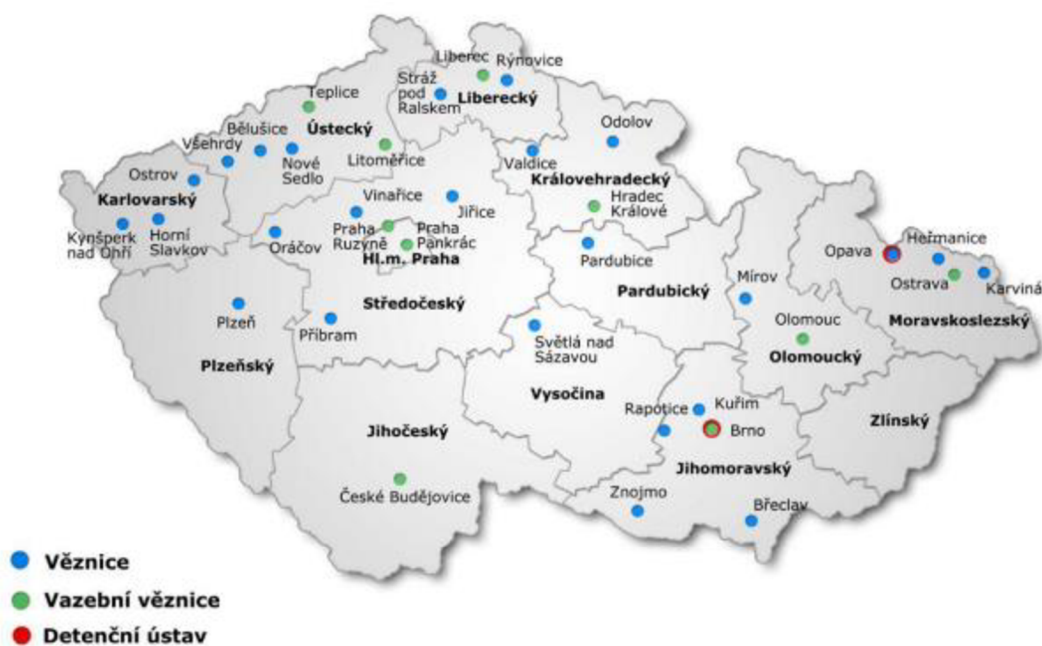 Liberec
Rýnovice
Stráž
pod
Ralskem
Liberecký
Teplice
Ústecký
Bělušice
Všehrdy
Nové
Sedlo
Litoměřice
Odolov
Valdice
Královehradecký
Hradec
Králové
Ostrov
Karlovarský
Kynšperk
nad Ohří
Horní
Slavkov
Vinařice
Jiřice
Oráčov
Praha
Ruzyně
Praha
Pankrác
Hl.m. Praha
Středočeský
Příbram
Pardubice
Pardubický
Mírov
Opava
Heřmanice
Ostrava
Karviná
Moravskoslezský
Olomouc
Olomoucký
Plzeň
Plzeňský
Světlá nad
Sázavou
Vysočina
Rapotice
Kuřim
Brno
Jihomoravský
Zlínský
Jihočeský
České Budějovice
Znojmo
Břeclav
Věznice
Vazební věznice
Detenční ústav